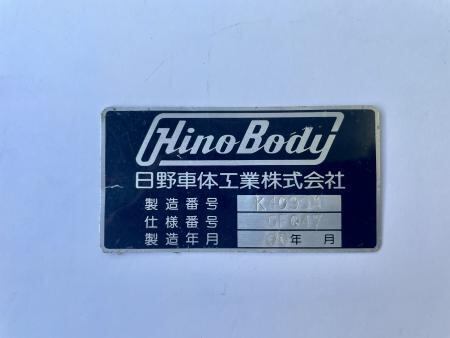 HinoBody
日野車体工業株式会社
製造番号
仕様番号
製造年月 年 月